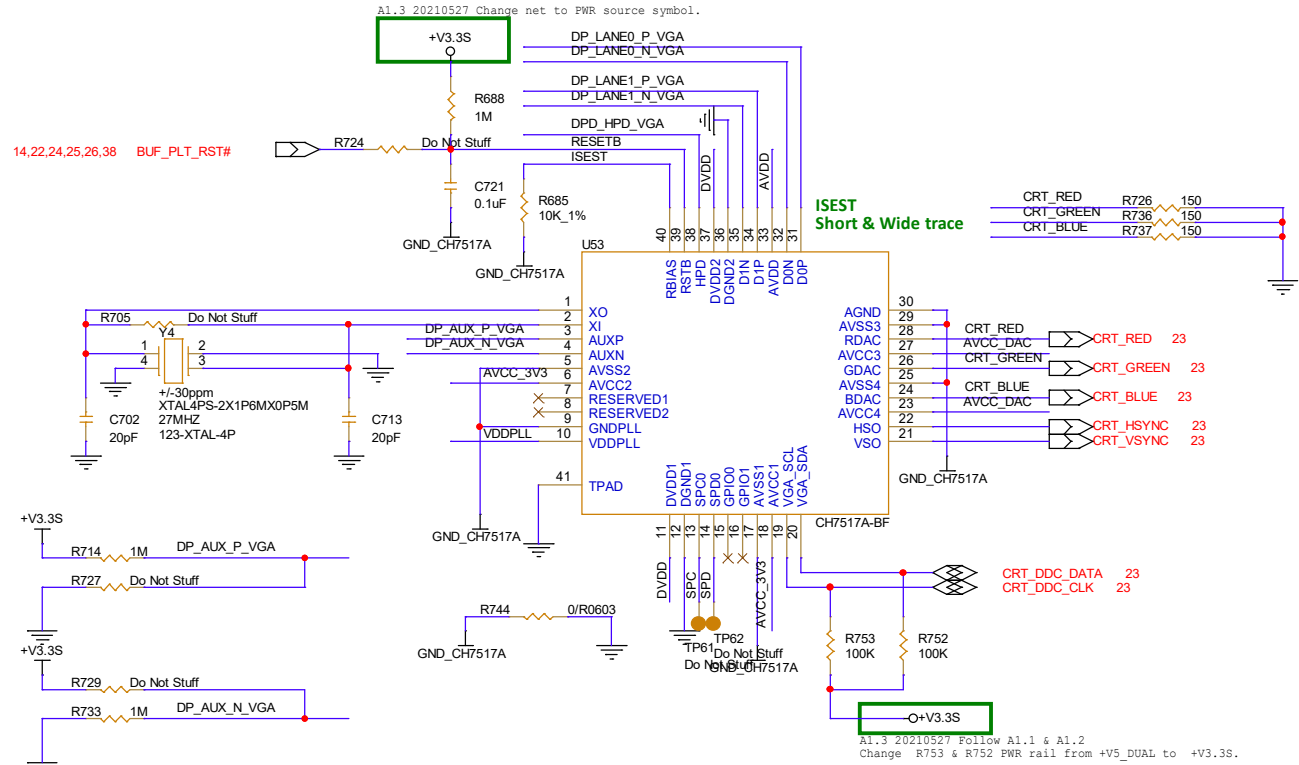 A1.3 20210527 Change net to PWR source symbol.
+V3.3S
DP_LANE0_P_VGA
DP_LANE0_N_VGA
DP_LANE1_P_VGA
DP_LANE1_N_VGA
R688
1M
DPD_HPD_VGA
14,22,24,25,26,38 BUF_PLT_RST#
R724 Do Not Stuff
RESETB
ISEST
DVDD
AVDD
C721
0.1uF
R685
10K_1%
GND_CH7517A
GND_CH7517A
ISEST
Short & Wide trace
CRT_RED R726 150
CRT_GREEN R736 150
CRT_BLUE R737 150
U53
40 39 38 37 36 35 34 33 32 31
RBIAS RSTB HPD DVDD2 DGND2 D1N D1P AVDD D0N D0P
1 XO
2 XI
3 AUXP
4 AUXN
5 AVSS2
6 AVCC2
7 RESERVED1
8 RESERVED2
9 GNDPLL
10 VDDPLL
41 TPAD
AGND 30
AVSS3 29
RDAC 28
AVCC3 27
GDAC 26
AVSS4 25
BDAC 24
AVCC4 23
HSO 22
VSO 21
DVDD1 DGND1 SPC0 SPD0 GPIO0 GPIO1 AVSS1 AVCC1 VGA_SCL VGA_SDA
11 12 13 14 15 16 17 18 19 20
CH7517A-BF
R705 Do Not Stuff
Y4
1 2
4 3
+/-30ppm
XTAL4PS-2X1P6MX0P5M
27MHZ
123-XTAL-4P
C702
20pF
C713
20pF
DP_AUX_P_VGA
DP_AUX_N_VGA
AVCC_3V3
VDDPLL
GND_CH7517A
CRT_RED
AVCC_DAC
CRT_GREEN
CRT_BLUE
AVCC_DAC
CRT_RED 23
CRT_GREEN 23
CRT_BLUE 23
CRT_HSYNC 23
CRT_VSYNC 23
GND_CH7517A
+V3.3S
R714 1M DP_AUX_P_VGA
R727 Do Not Stuff
+V3.3S
R729 Do Not Stuff
R733 1M DP_AUX_N_VGA
R744 0/R0603
GND_CH7517A
DVDD
SPC
SPD
AVCC_3V3
TP62
Do Not Stuff
TP61
Do Not Stuff
GND_CH7517A
CRT_DDC_DATA 23
CRT_DDC_CLK 23
R753
100K
R752
100K
+V3.3S
A1.3 20210527 Follow A1.1 & A1.2
Change R753 & R752 PWR rail from +V5_DUAL to +V3.3S.